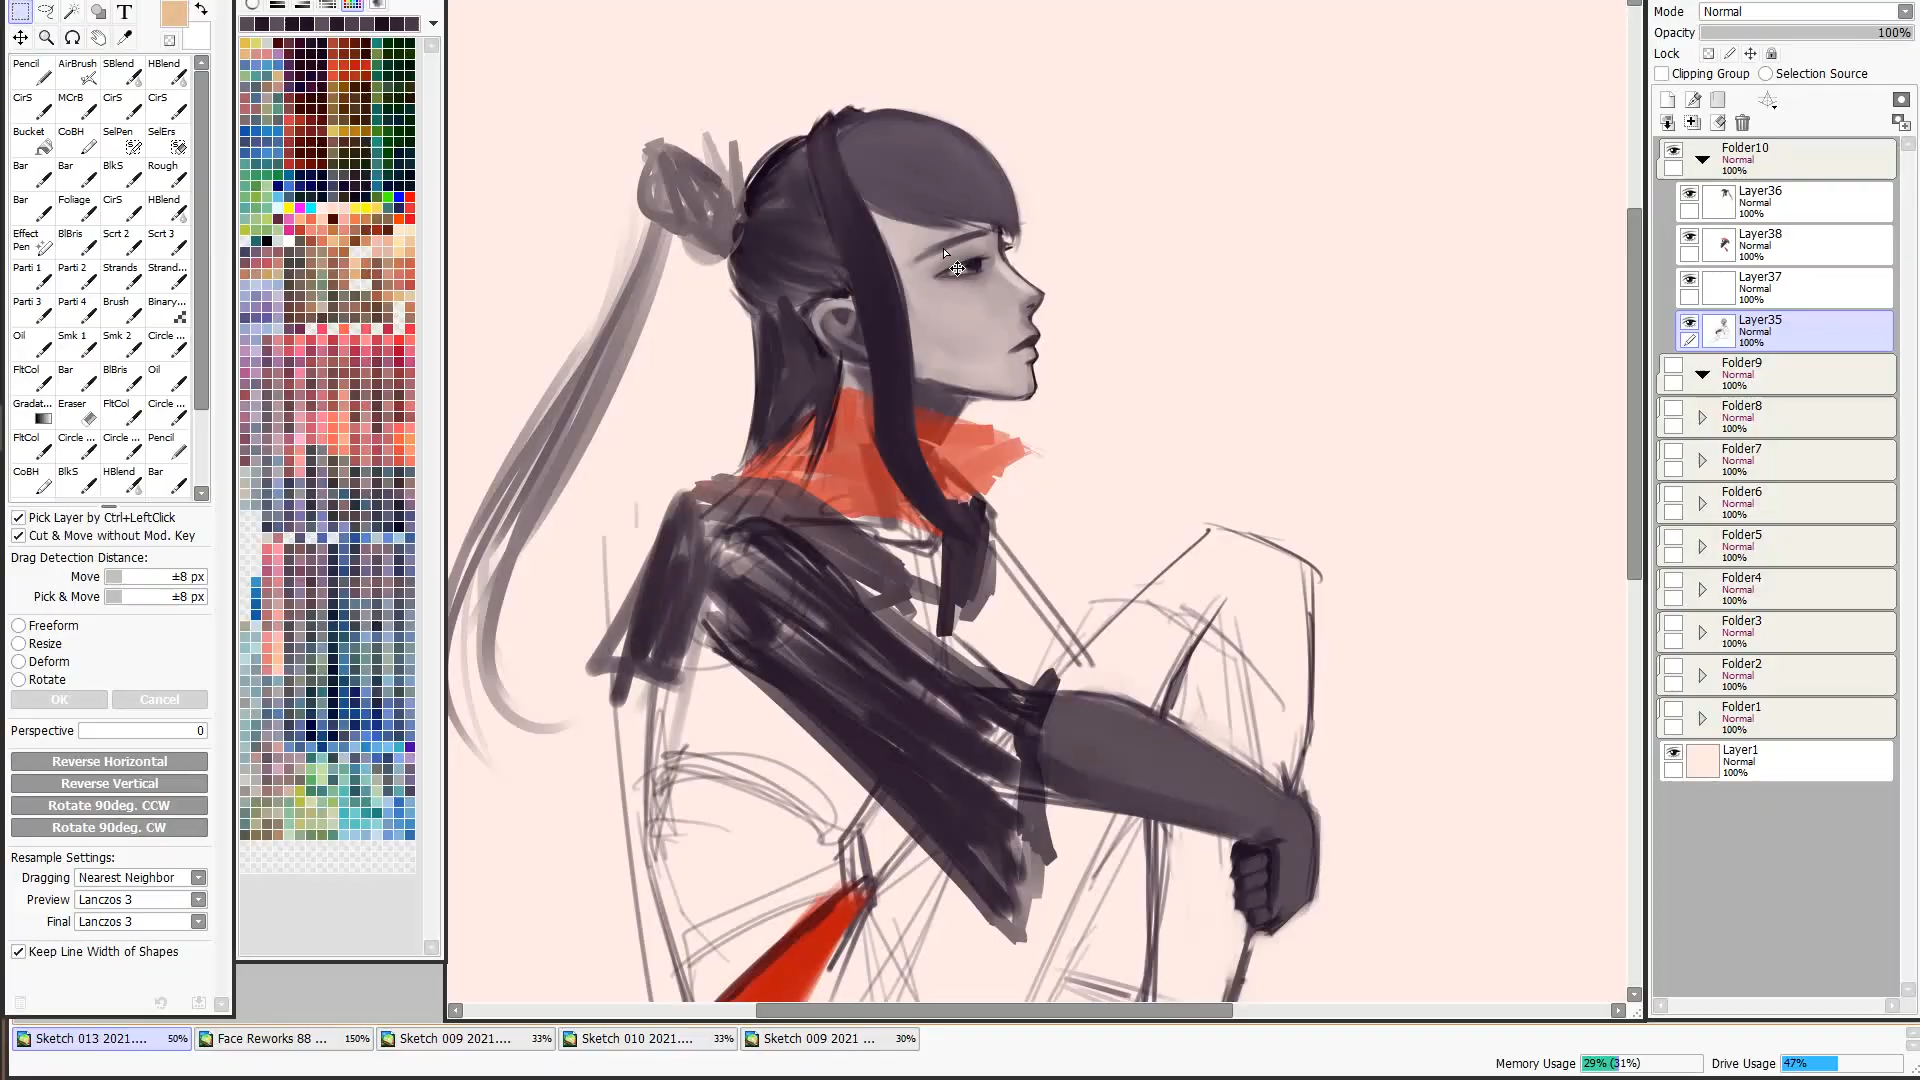 T
Pencil AirBrush SBlend HBlend
CirS MCrB CirS CirS
Bucket CoBH SelPen SelErs
Bar Bar BlkS Rough
Bar Foliage CirS HBlend
Effect Pen BlBris Scrt 2 Scrt 3
Parti 1 Parti 2 Strands Strand...
Parti 3 Parti 4 Brush Binary...
Oil Smk 1 Smk 2 Circle ...
FltCol Bar BlBris Oil
Gradat... Eraser FltCol Circle ...
FltCol Circle ... Circle ... Pencil
CoBH BlkS HBlend Bar
Pick Layer by Ctrl+LeftClick
Cut & Move without Mod. Key
Drag Detection Distance:
Move ±8 px
Pick & Move ±8 px
Freeform
Resize
Deform
Rotate
OK Cancel
Perspective 0
Reverse Horizontal
Reverse Vertical
Rotate 90deg. CCW
Rotate 90deg. CW
Resample Settings:
Dragging Nearest Neighbor
Preview Lanczos 3
Final Lanczos 3
Keep Line Width of Shapes
Mode Normal
Opacity 100%
Lock
Clipping Group Selection Source
Folder10
Normal
100%
Layer36
Normal
100%
Layer38
Normal
100%
Layer37
Normal
100%
Layer35
Normal
100%
Folder9
Normal
100%
Folder8
Normal
100%
Folder7
Normal
100%
Folder6
Normal
100%
Folder5
Normal
100%
Folder4
Normal
100%
Folder3
Normal
100%
Folder2
Normal
100%
Folder1
Normal
100%
Layer1
Normal
100%
Sketch 013 2021.... 50% Face Reworks 88 ... 150% Sketch 009 2021.... 33% Sketch 010 2021.... 33% Sketch 009 2021 ... 30%
Memory Usage 29% (31%) Drive Usage 47%